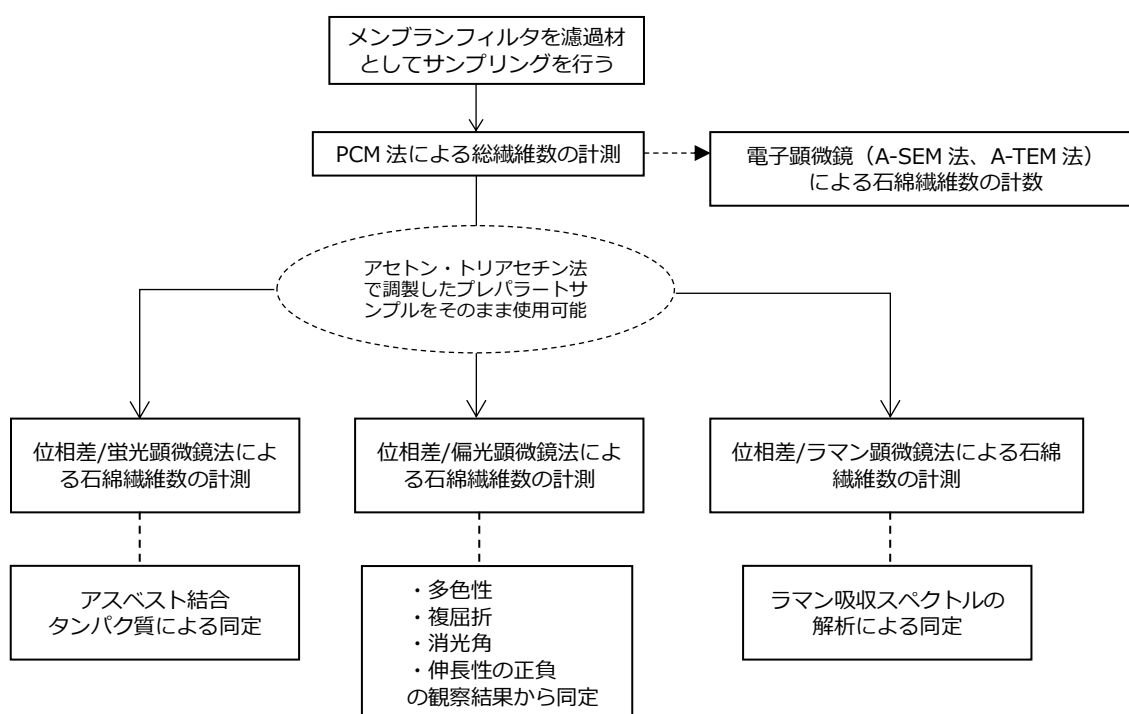 メンブランフィルタを濾過材
としてサンプリングを行う
PCM 法による総繊維数の計測
電子顕微鏡（A-SEM 法、A-TEM 法）
による石綿繊維数の計数
アセトン・トリアセチン法
で調製したプレパラートサ
ンプルをそのまま使用可能
位相差/蛍光顕微鏡法によ
る石綿繊維数の計測
位相差/偏光顕微鏡法によ
る石綿繊維数の計測
位相差/ラマン顕微鏡法による石綿
繊維数の計測
アスベスト結合
タンパク質による同定
・多色性
・複屈折
・消光角
・伸長性の正負
の観察結果から同定
ラマン吸収スペクトルの
解析による同定